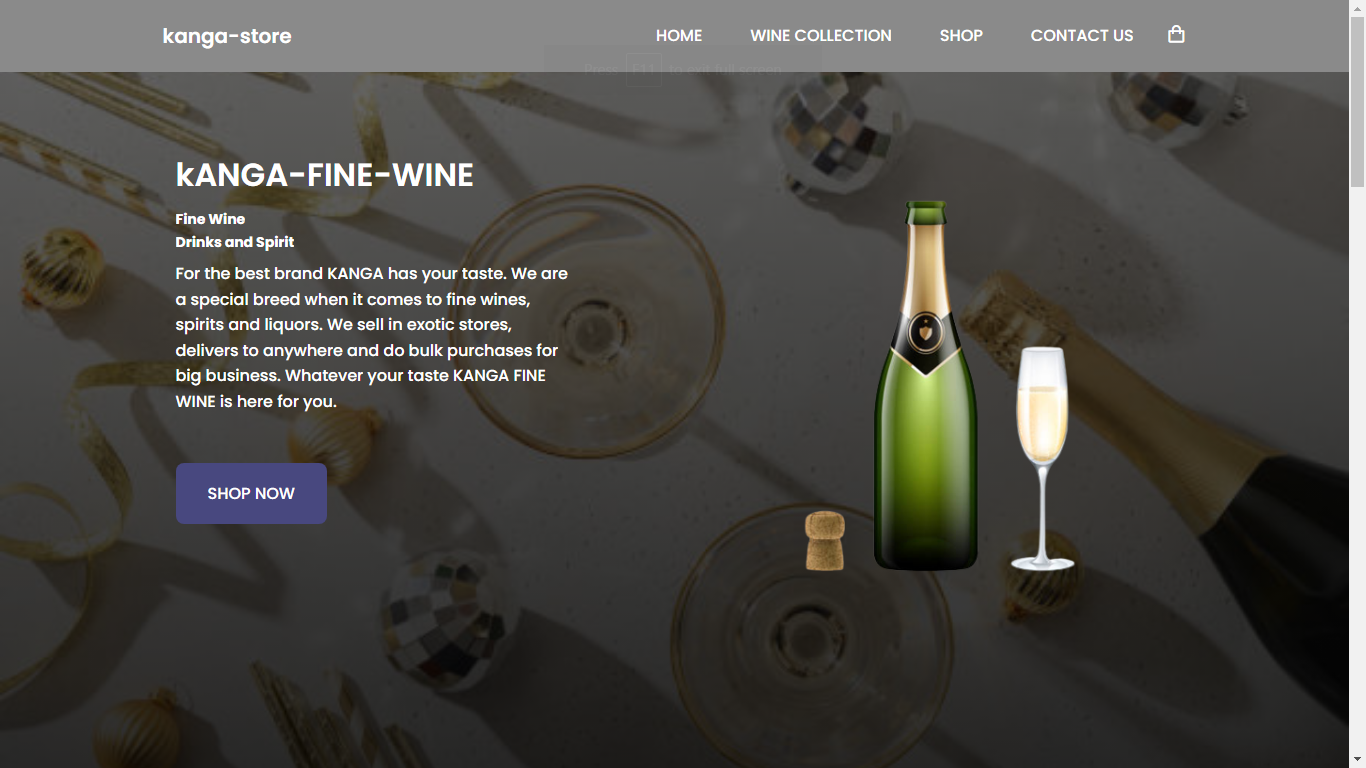 kanga-store
HOME WINE COLLECTION SHOP CONTACT US
Press F11 to exit full screen
kANGA-FINE-WINE
Fine Wine
Drinks and Spirit
For the best brand KANGA has your taste. We are
a special breed when it comes to fine wines,
spirits and liquors. We sell in exotic stores,
delivers to anywhere and do bulk purchases for
big business. Whatever your taste KANGA FINE
WINE is here for you.
SHOP NOW